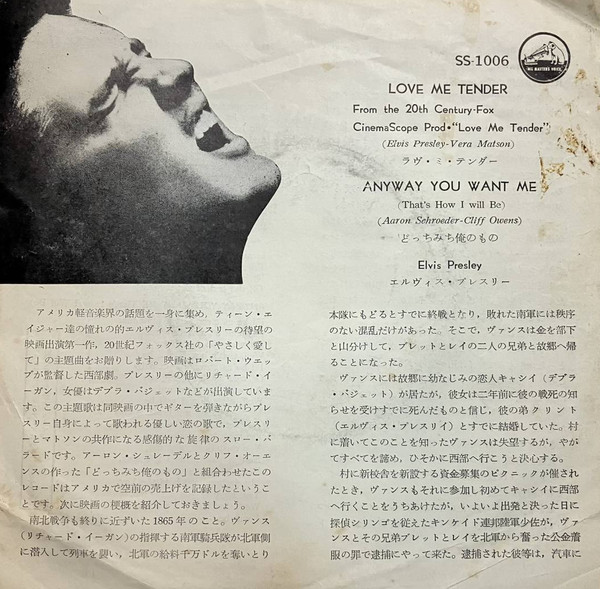 SS-1006
HIS MASTER'S VOICE
LOVE ME TENDER
From the 20th Century-Fox
CinemaScope Prod•"Love Me Tender"
(Elvis Presley-Vera Matson)
ラヴ・ミ・テンダー
ANYWAY YOU WANT ME
(That's How I will Be)
(Aaron Schroeder-Cliff Owens)
どっちみち俺のもの
Elvis Presley
エルヴィス・プレスリー
アメリカ軽音楽界の話題を一身に集め，ティーン・エ
イジャー達の憧れの的エルヴィス・プレスリーの待望の
映画出演第一作，20世紀フォックス社の「やさしく愛し
て」の主題曲をお贈りします。映画はロバート・ウエッ
ブが監督した西部劇。プレスリーの他にリチャード・イ
ーガン，女優はデブラ・パジェットなどが出演していま
す。この主題歌は同映画の中でギターを弾きながらプレ
スリー自身によって歌われる優しい恋の歌で，プレスリ
ーとマトソンの共作になる感傷的な旋律のスロー・バ
ラードです。アーロン・シュレーデルとクリフ・オーエ
ンスの作った「どっちみち俺のもの」と組合わせたこの
レコードはアメリカで空前の売上げを記録したというこ
とです。次に映画の梗概を紹介しておきましょう。
南北戦争も終りに近ずいた1865年のこと。ヴァンス
(リチャード・イーガン)の指揮する南軍騎兵隊が北軍側
に潜入して列車を襲い，北軍の給料千万ドルを奪いとり
本隊にもどるとすでに終戦となり，敗れた南軍には秩序
のない混乱だけがあった。そこで，ヴァンスは金を部下
と山分けして，ブレットとレイの二人の兄弟と故郷へ帰
ることになった。
ヴァンスには故郷に幼なじみの恋人キャシイ（デブラ
・パジェット）が居たが，彼女は二年前に彼の戦死の知
らせを受けすでに死んだものと信じ，彼の弟クリント
（エルヴィス・プレスリイ）とすでに結婚していた。村
に着いてこのことを知ったヴァンスは失望するが，やが
てすべてを諦め，ひそかに西部へ行こうと決心する。
村に新校舎を新設する資金募集のピクニックが催され
たとき，ヴァンスもそれに参加し初めてキャシイに西部
へ行くことをうちあけたが，いよいよ出発と決った日に
探偵シリンゴを従えたキンケイド連邦陸軍少佐が，ヴァ
ンスとその兄弟ブレットとレイを北軍から奪った公金着
服の罪で逮捕にやって来た。逮捕された彼等は，汽車に